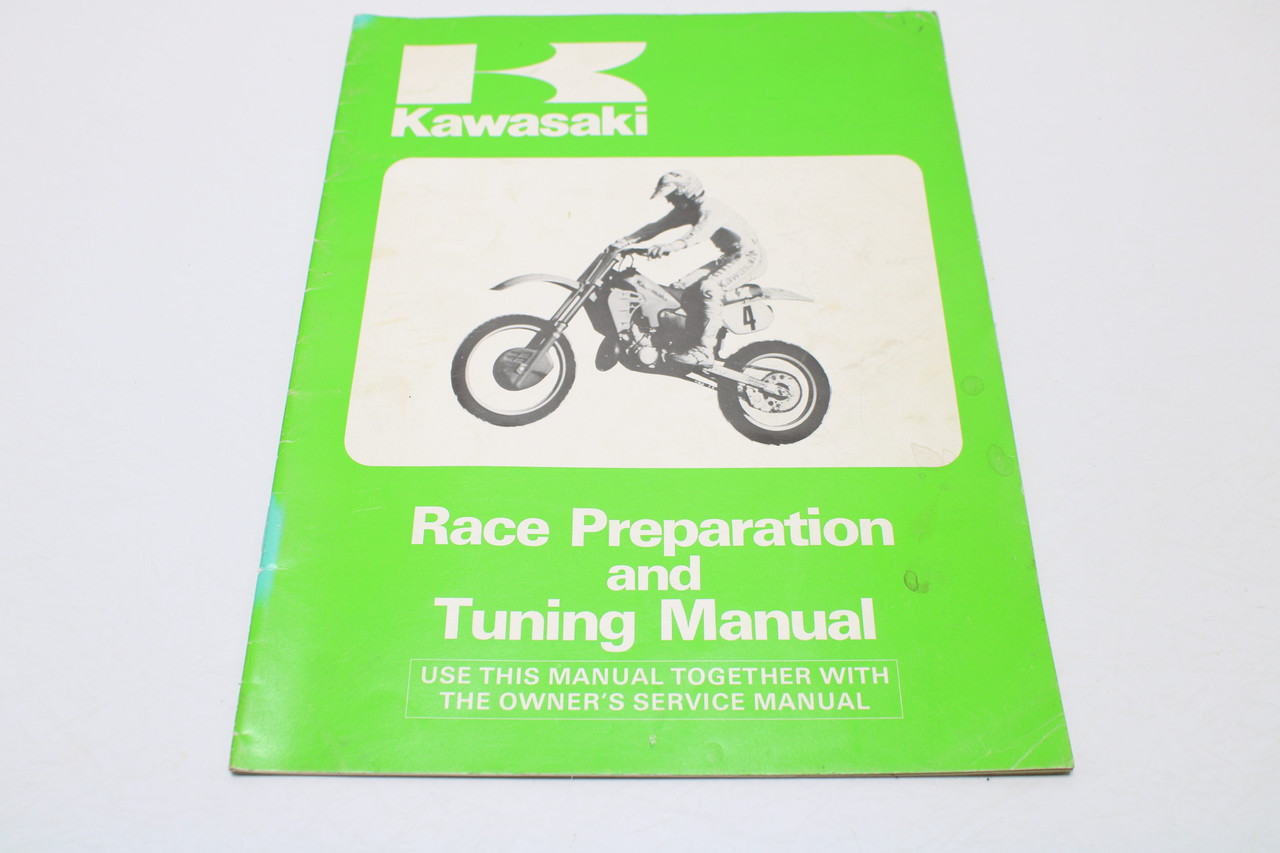 Kawasaki
4
Race Preparation
and
Tuning Manual
USE THIS MANUAL TOGETHER WITH
THE OWNER'S SERVICE MANUAL